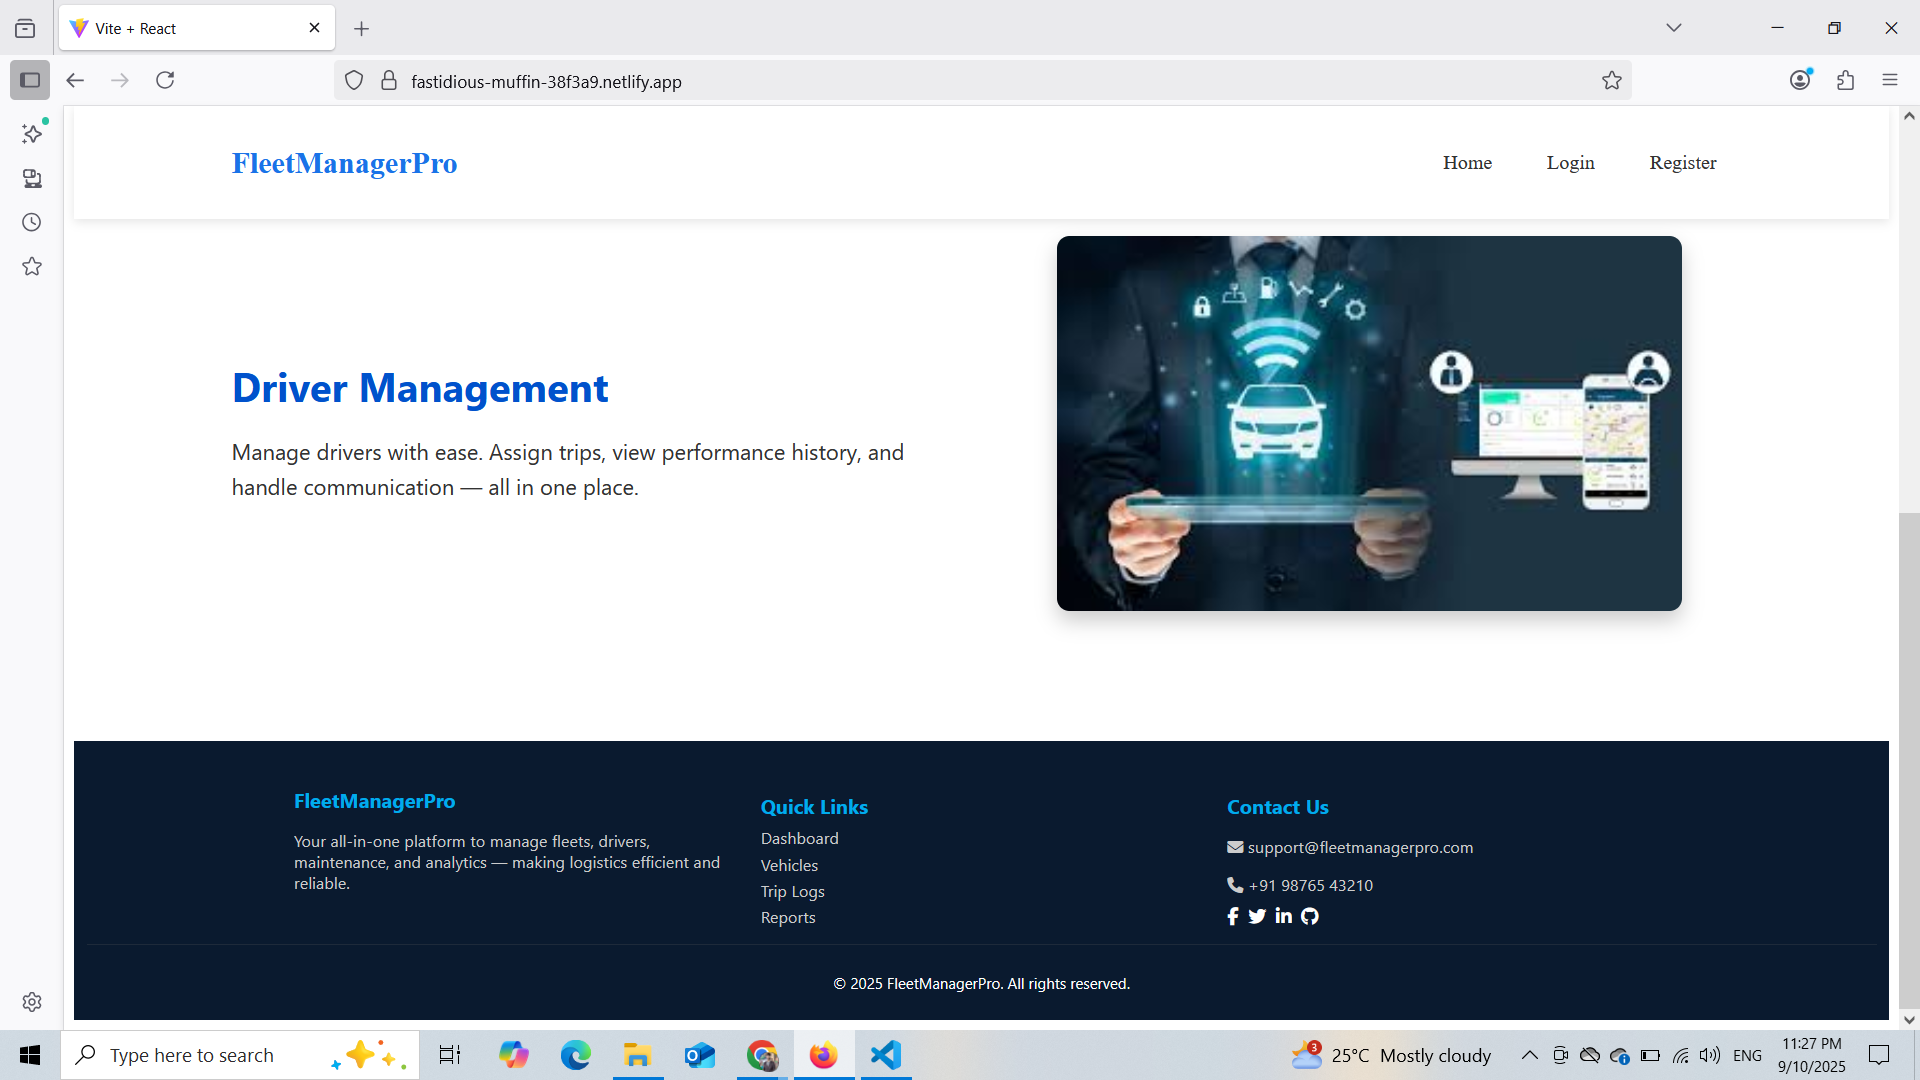 Vite + React
fastidious-muffin-38f3a9.netlify.app
FleetManagerPro
Home
Login
Register
Driver Management
Manage drivers with ease. Assign trips, view performance history, and
handle communication — all in one place.
FleetManagerPro
Your all-in-one platform to manage fleets, drivers,
maintenance, and analytics — making logistics efficient and
reliable.
Quick Links
Dashboard
Vehicles
Trip Logs
Reports
Contact Us
support@fleetmanagerpro.com
+91 98765 43210
© 2025 FleetManagerPro. All rights reserved.
Type here to search
3
25°C Mostly cloudy
ENG
11:27 PM
9/10/2025